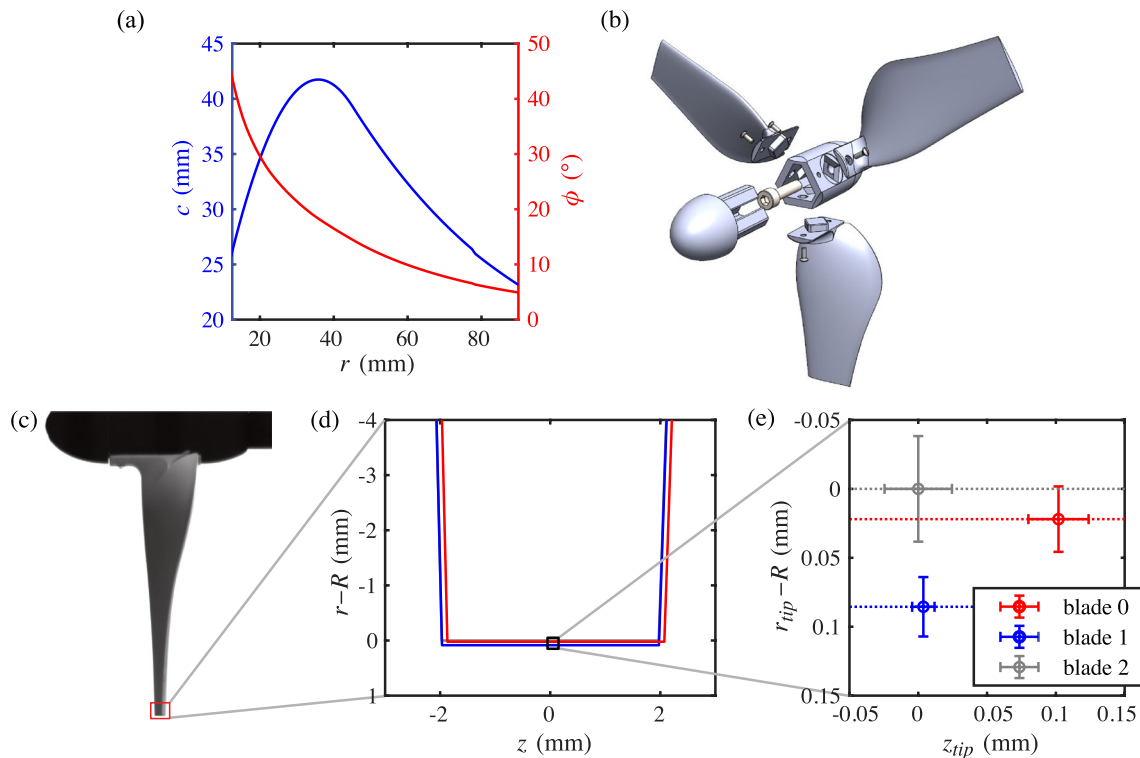 (a)
45
40
35
30
25
20
c (mm)
20
40
60
80
r (mm)
50
40
30
20
10
0
ϕ (°)
(b)
(c)
(d)
-4
-3
-2
-1
0
1
r−R (mm)
-2
0
2
z (mm)
(e)
-0.05
0
0.05
0.1
0.15
r_tip−R (mm)
-0.05
0
0.05
0.1
0.15
z_tip (mm)
blade 0
blade 1
blade 2